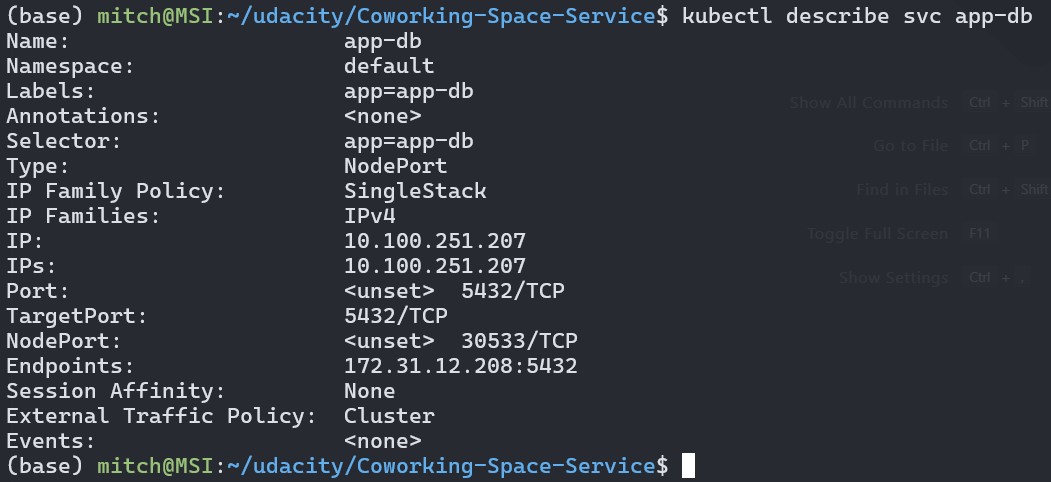 (base) mitch@MSI:~/udacity/Coworking-Space-Service$ kubectl describe svc app-db
Name:                     app-db
Namespace:                default
Labels:                   app=app-db
Annotations:              <none>
Selector:                 app=app-db
Type:                     NodePort
IP Family Policy:         SingleStack
IP Families:              IPv4
IP:                       10.100.251.207
IPs:                      10.100.251.207
Port:                     <unset>  5432/TCP
TargetPort:               5432/TCP
NodePort:                 <unset>  30533/TCP
Endpoints:                172.31.12.208:5432
Session Affinity:         None
External Traffic Policy:  Cluster
Events:                   <none>
(base) mitch@MSI:~/udacity/Coworking-Space-Service$
Show All Commands Ctrl + Shift
Go to File Ctrl + P
Find in Files Ctrl + Shift
Toggle Full Screen F11
Show Settings Ctrl + ,